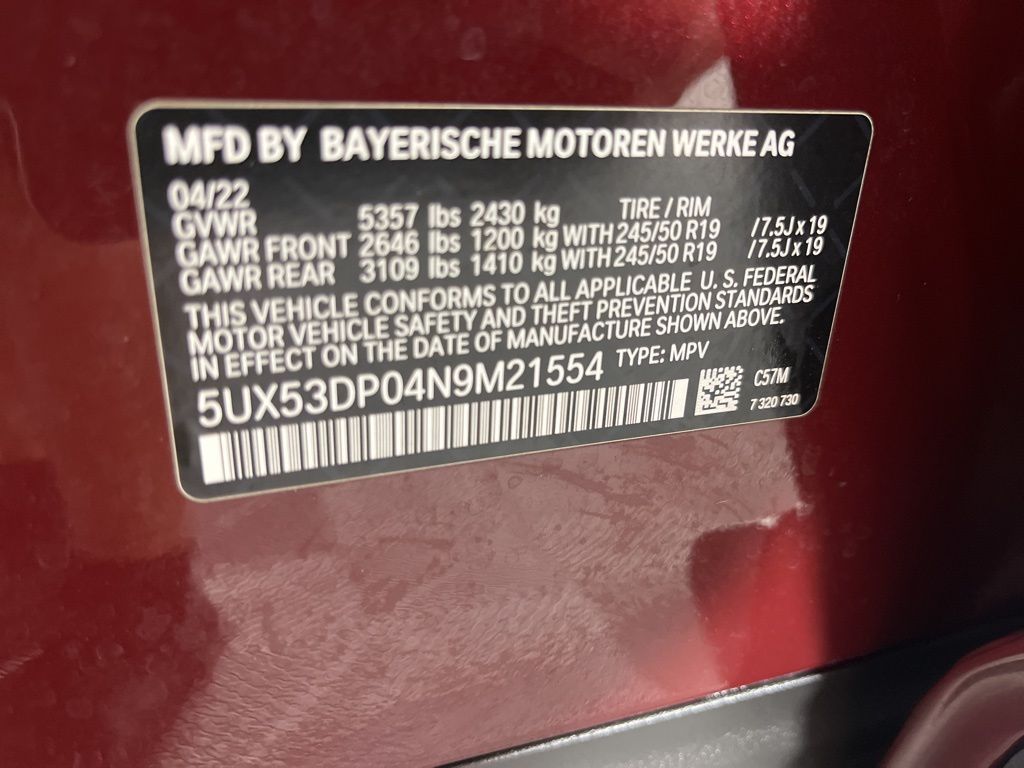 MFD BY BAYERISCHE MOTOREN WERKE AG
04/22
GVWR 5357 lbs 2430 kg TIRE / RIM
GAWR FRONT 2646 lbs 1200 kg WITH 245/50 R19 / 7.5J x 19
GAWR REAR 3109 lbs 1410 kg WITH 245/50 R19 / 7.5J x 19
THIS VEHICLE CONFORMS TO ALL APPLICABLE U. S. FEDERAL
MOTOR VEHICLE SAFETY AND THEFT PREVENTION STANDARDS
IN EFFECT ON THE DATE OF MANUFACTURE SHOWN ABOVE.
5UX53DP04N9M21554 TYPE: MPV
C57M
7 320 730